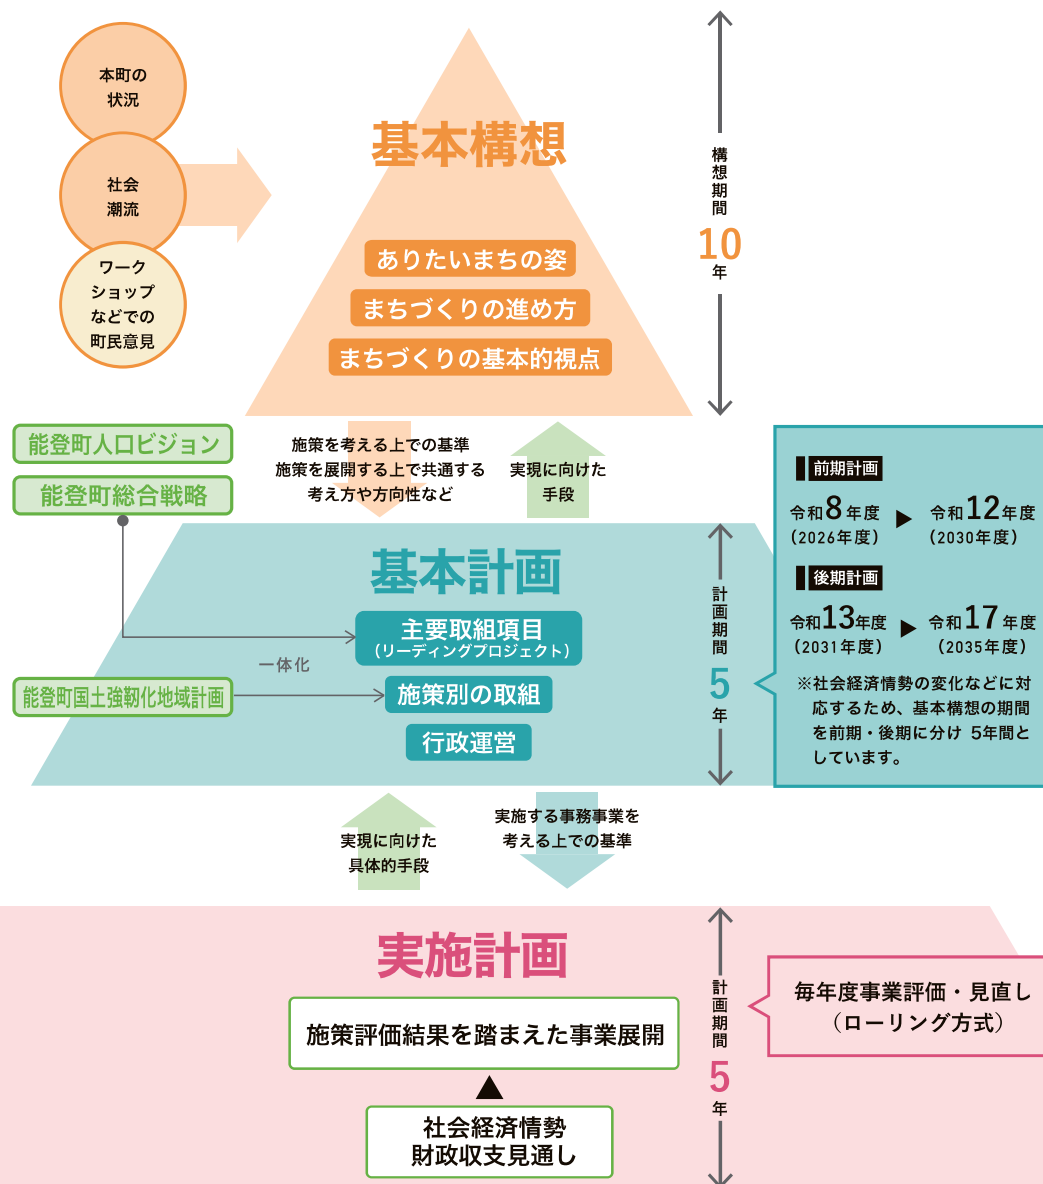 本町の
状況
社会
潮流
ワーク
ショップ
などでの
町民意見
基本構想
ありたいまちの姿
まちづくりの進め方
まちづくりの基本的視点
構想期間
10
年
施策を考える上での基準
施策を展開する上で共通する
考え方や方向性など
実現に向けた
手段
能登町人口ビジョン
能登町総合戦略
基本計画
主要取組項目
（リーディングプロジェクト）
一体化
能登町国土強靭化地域計画
施策別の取組
行政運営
計画期間
5
年
前期計画
令和8年度 ▶ 令和12年度
（2026年度） （2030年度）
後期計画
令和13年度 ▶ 令和17年度
（2031年度） （2035年度）
※社会経済情勢の変化などに対
応するため、基本構想の期間
を前期・後期に分け 5年間と
しています。
実現に向けた
具体的手段
実施する事務事業を
考える上での基準
実施計画
施策評価結果を踏まえた事業展開
社会経済情勢
財政収支見通し
計画期間
5
年
毎年度事業評価・見直し
（ローリング方式）